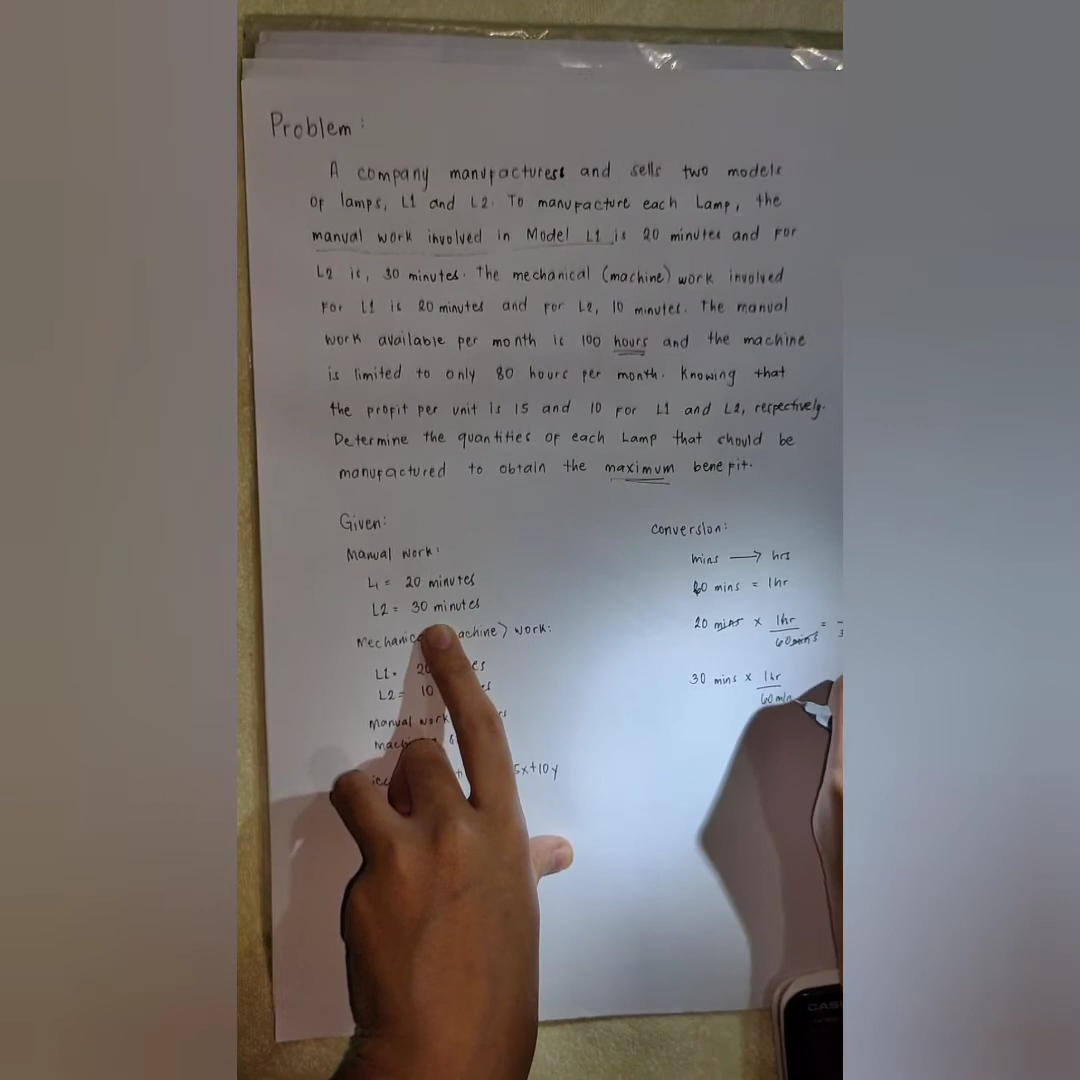 Problem:
A company manufacturess and sells two models
of lamps, L1 and L2. To manufacture each Lamp, the
manual work involved in Model L1 is 20 minutes and for
L2 is, 30 minutes. The mechanical (machine) work involved
for L1 is 20 minutes and for L2, 10 minutes. The manual
work available per month is 100 hours and the machine
is limited to only 80 hours per month. Knowing that
the profit per unit is 15 and 10 for L1 and L2, respectively.
Determine the quantities of each Lamp that should be
manufactured to obtain the maximum benefit.
Given:
Manual work:
L1 = 20 minutes
L2 = 30 minutes
work:
L1 = 20
L2 = 10
Manual work
5x+10y
Conversion:
mins → hrs
60 mins = 1hr
20 mins × 1hr/60mins =
30 mins × 1hr/60min
CASIO